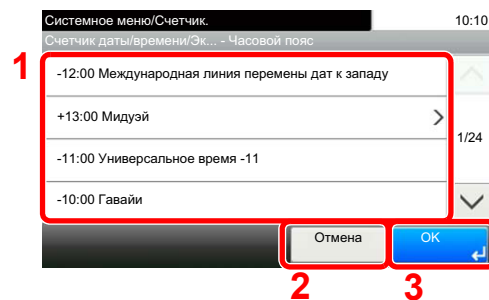 Системное меню/Счетчик.
10:10
Счетчик даты/времени/Эк... - Часовой пояс
1
-12:00 Международная линия перемены дат к западу
+13:00 Мидуэй
1/24
-11:00 Универсальное время -11
-10:00 Гавайи
Отмена
OK
2
3